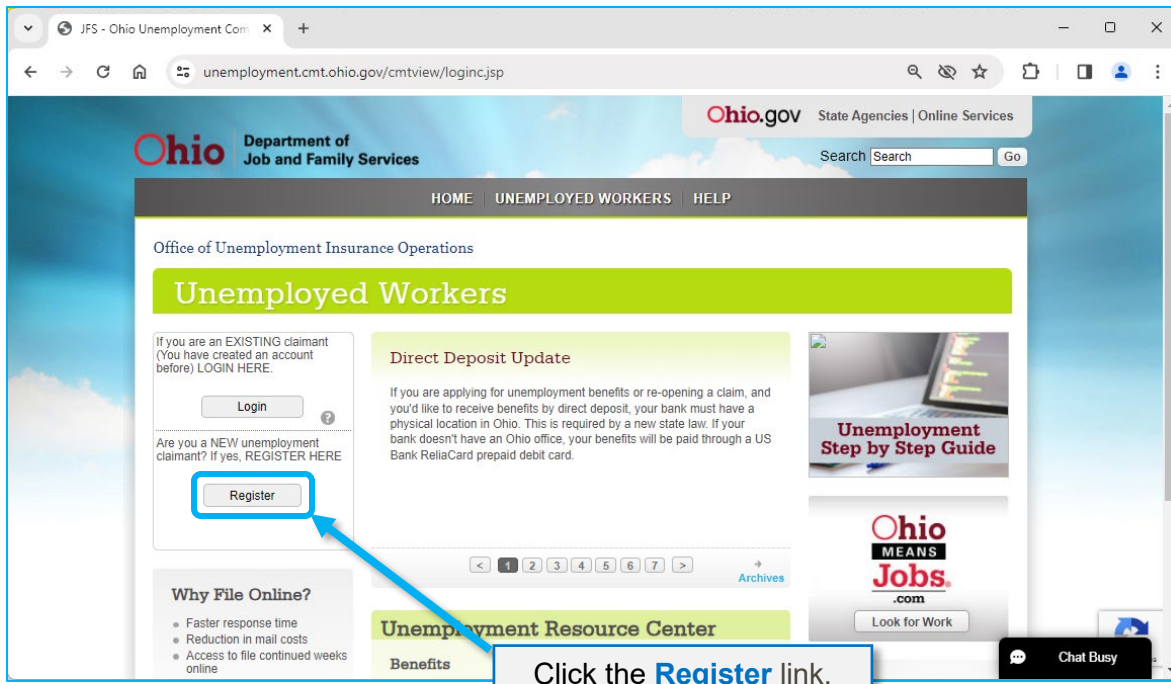 JFS - Ohio Unemployment Com
unemployment.cmt.ohio.gov/cmtview/loginc.jsp
Ohio.gov State Agencies | Online Services
Ohio Department of
Job and Family Services
Search Search Go
HOME UNEMPLOYED WORKERS HELP
Office of Unemployment Insurance Operations
Unemployed Workers
If you are an EXISTING claimant
(You have created an account
before) LOGIN HERE.
Login
?
Are you a NEW unemployment
claimant? If yes, REGISTER HERE
Register
Direct Deposit Update
If you are applying for unemployment benefits or re-opening a claim, and
you'd like to receive benefits by direct deposit, your bank must have a
physical location in Ohio. This is required by a new state law. If your
bank doesn't have an Ohio office, your benefits will be paid through a US
Bank ReliaCard prepaid debit card.
< 1 2 3 4 5 6 7 >
Archives
Unemployment
Step by Step Guide
Ohio
MEANS
Jobs.
.com
Look for Work
Why File Online?
Faster response time
Reduction in mail costs
Access to file continued weeks
online
Unemployment Resource Center
Benefits
Click the Register link.
Chat Busy